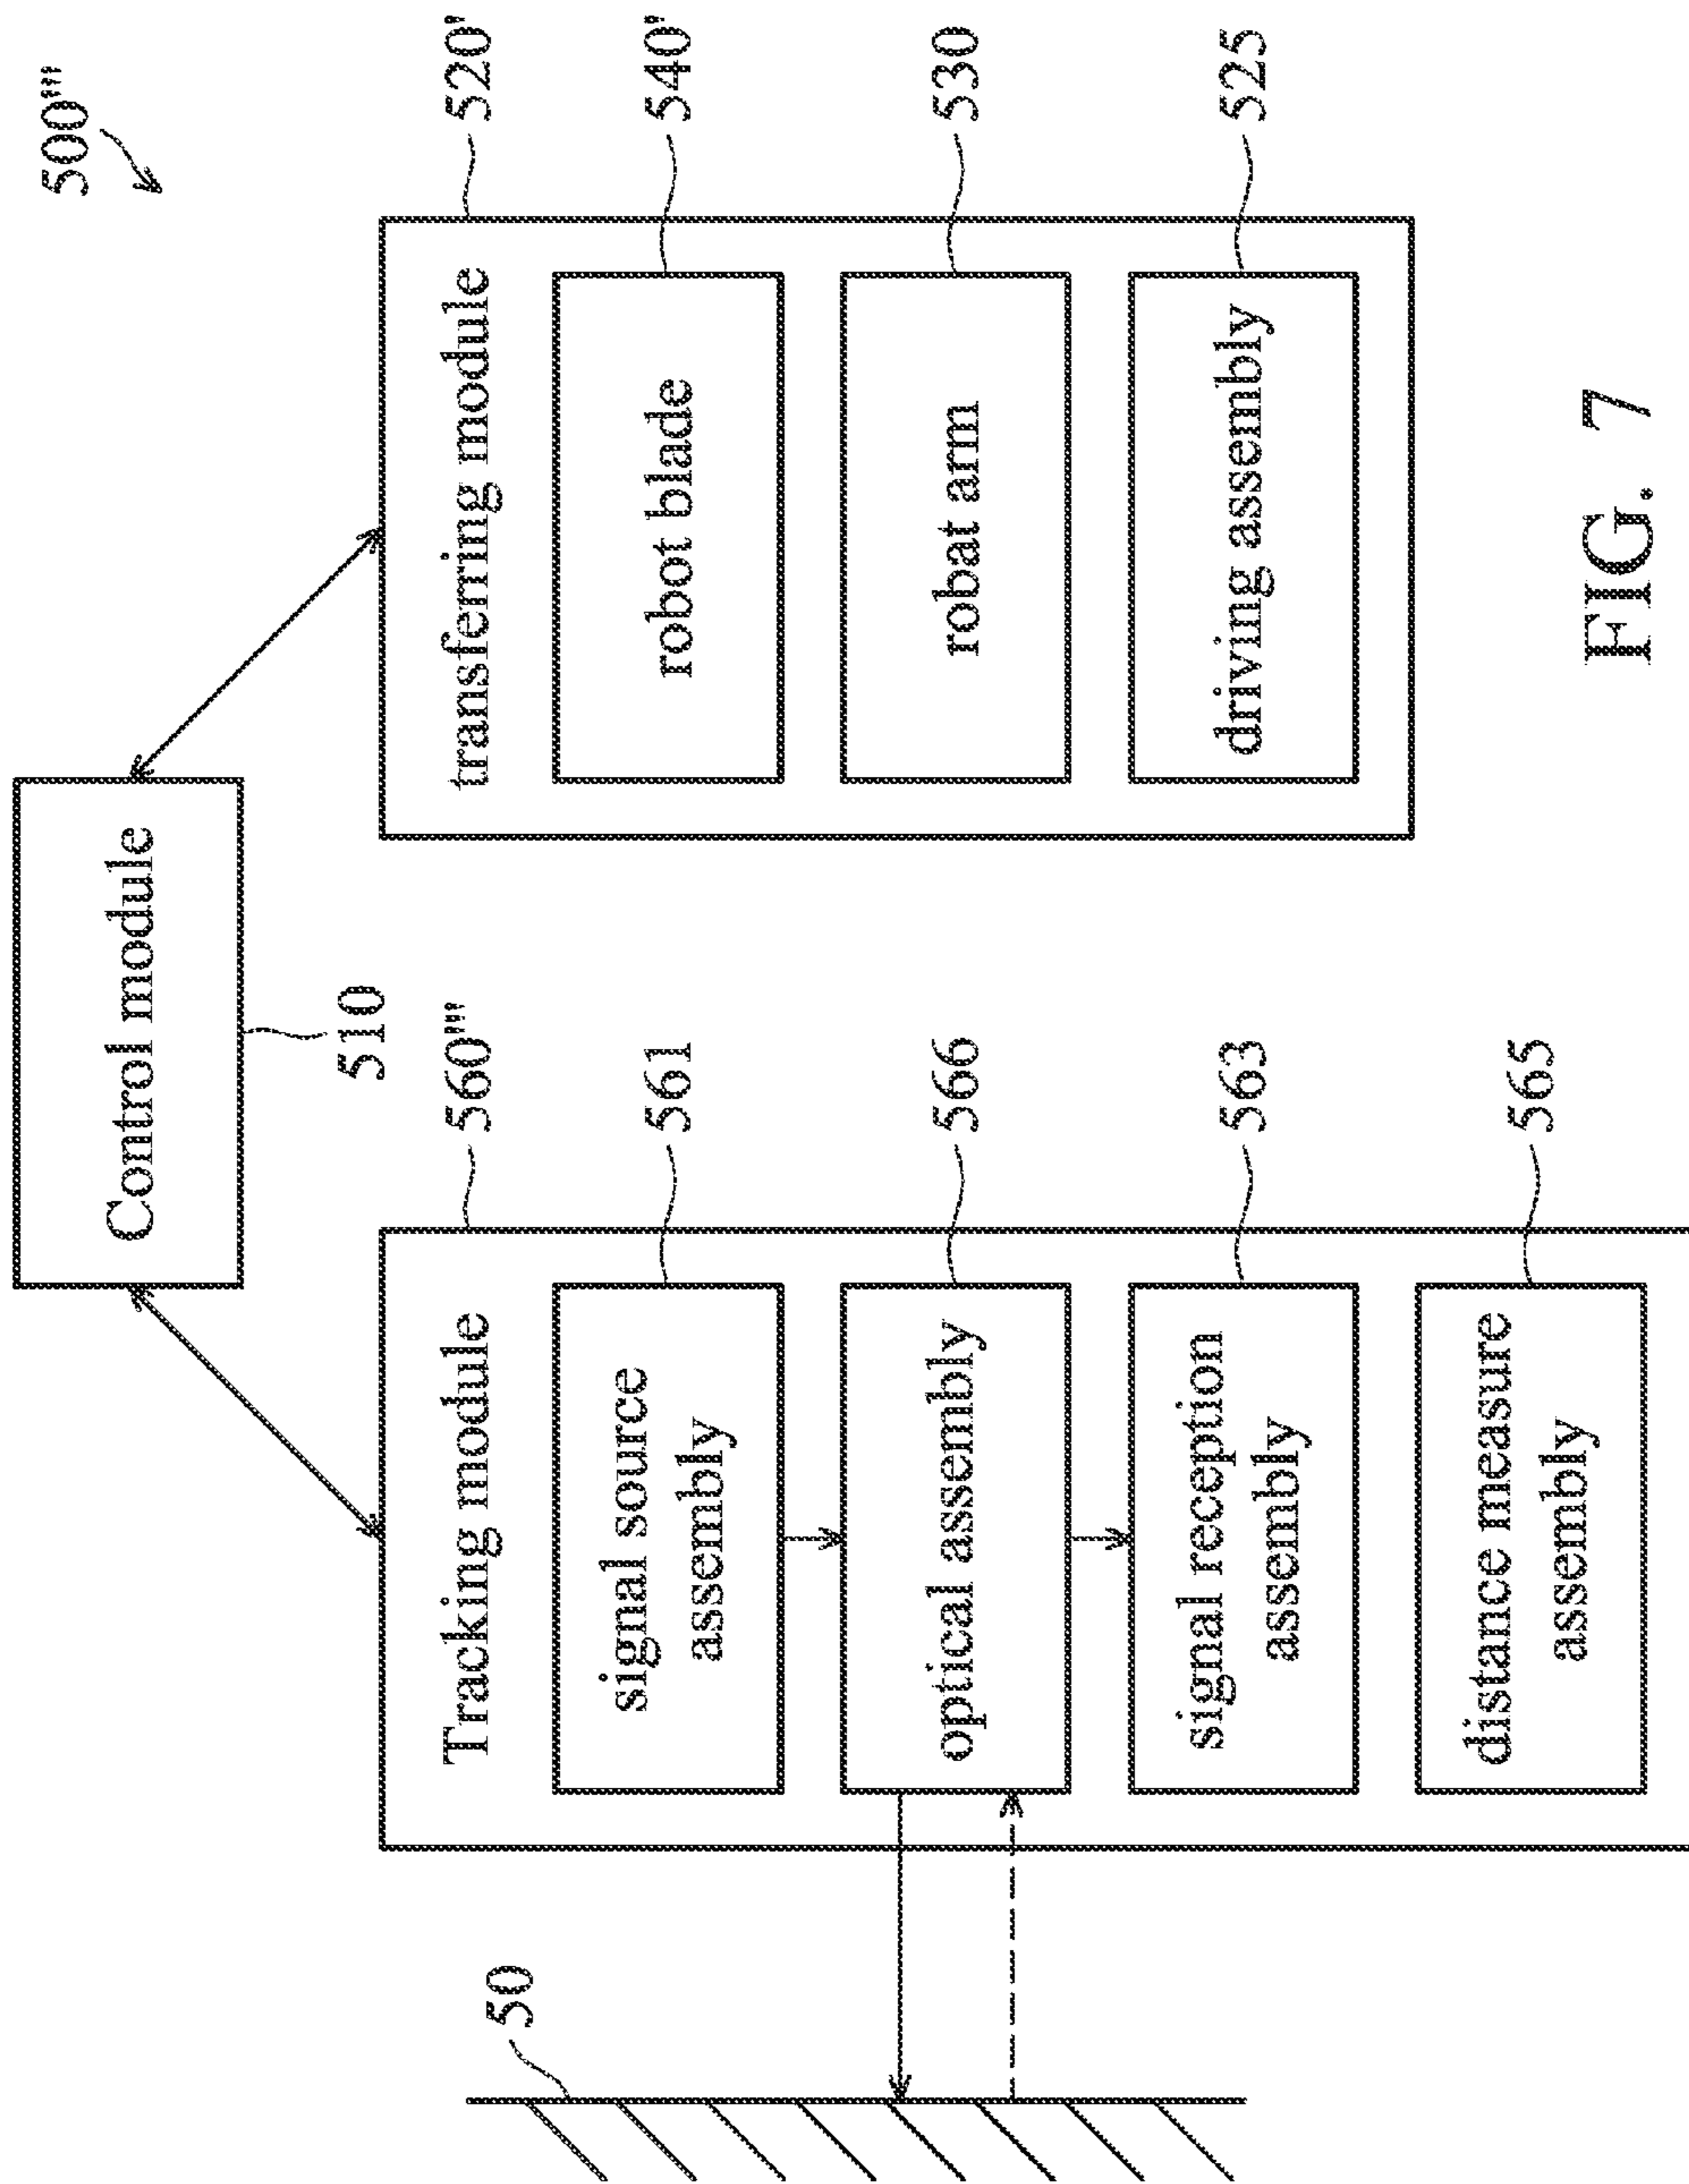 500'''
Control module
510
Tracking module
560'''
signal source
assembly
561
optical assembly
566
signal reception
assembly
563
distance measure
assembly
565
50
transferring module
520'
robot blade
540'
robat arm
530
driving assembly
525
FIG. 7